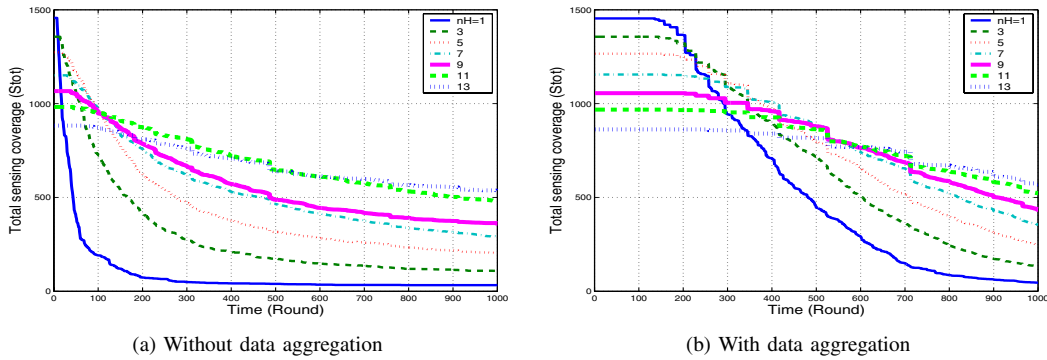 Total sensing coverage (Stot)
1500
1000
500
0
0 100 200 300 400 500 600 700 800 900 1000
Time (Round)
nH=1
3
5
7
9
11
13
(a) Without data aggregation
Total sensing coverage (Stot)
1500
1000
500
0
0 100 200 300 400 500 600 700 800 900 1000
Time (Round)
nH=1
3
5
7
9
11
13
(b) With data aggregation